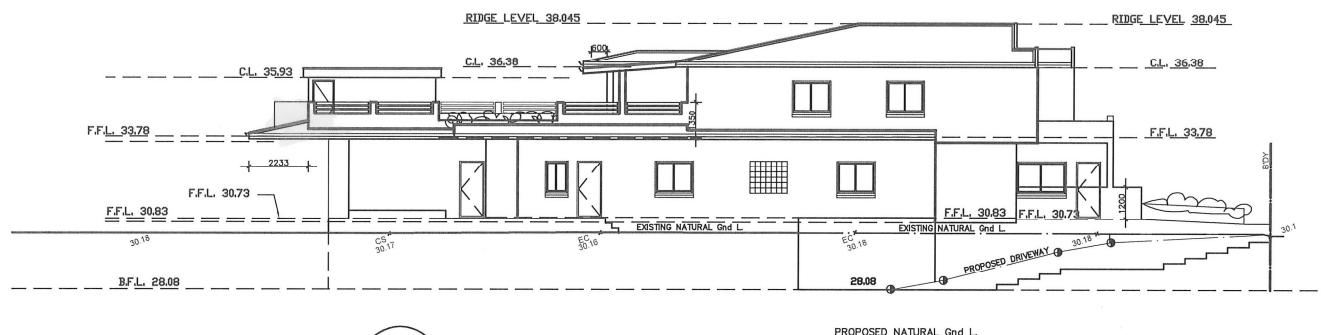 RIDGE LEVEL 38.045
RIDGE LEVEL 38.045
600
C.L. 36.38
C.L. 36.38
C.L. 35.93
1350
F.F.L. 33.78
F.F.L. 33.78
2233
B'DY
F.F.L. 30.73
F.F.L. 30.83
F.F.L. 30.83
F.F.L. 30.73
1200
EXISTING NATURAL Gnd L.
EXISTING NATURAL Gnd L.
30.18
CS
30.17
EC
30.16
EC
30.18
30.18
30.1
PROPOSED DRIVEWAY
B.F.L. 28.08
28.08
PROPOSED NATURAL Gnd L.